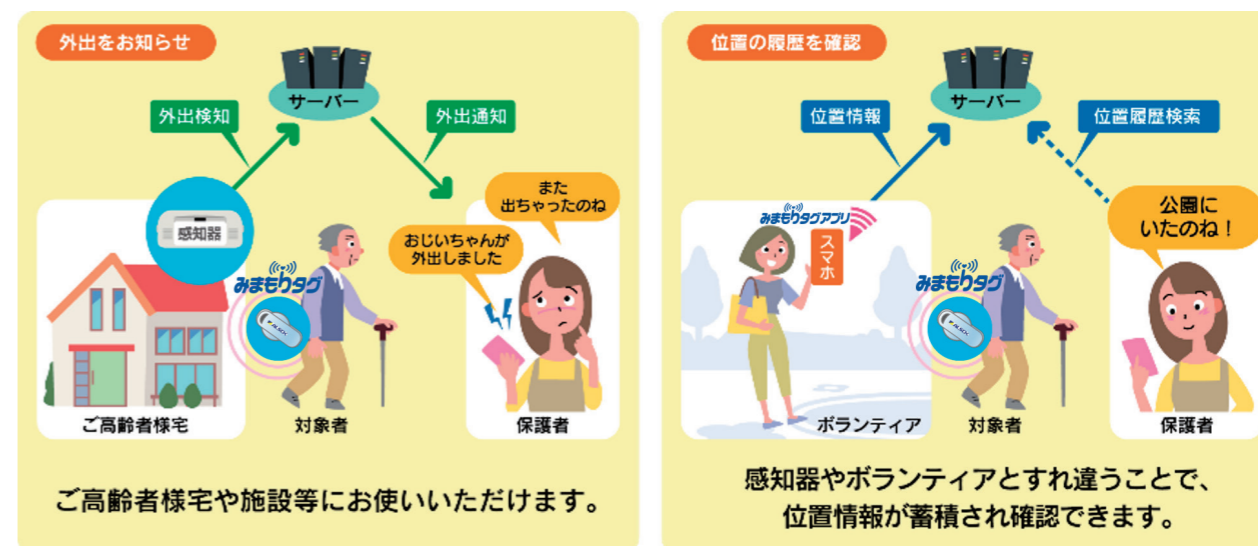 外出をお知らせ
サーバー
外出検知
外出通知
また
出ちゃったのね
おじいちゃんが
外出しました
感知器
みまもりタグ
ALSOK
ご高齢者様宅
対象者
保護者
ご高齢者様宅や施設等にお使いいただけます。
位置の履歴を確認
サーバー
位置情報
位置履歴検索
公園に
いたのね！
みまもりタグアプリ
スマホ
みまもりタグ
ALSOK
ボランティア
対象者
保護者
感知器やボランティアとすれ違うことで、
位置情報が蓄積され確認できます。